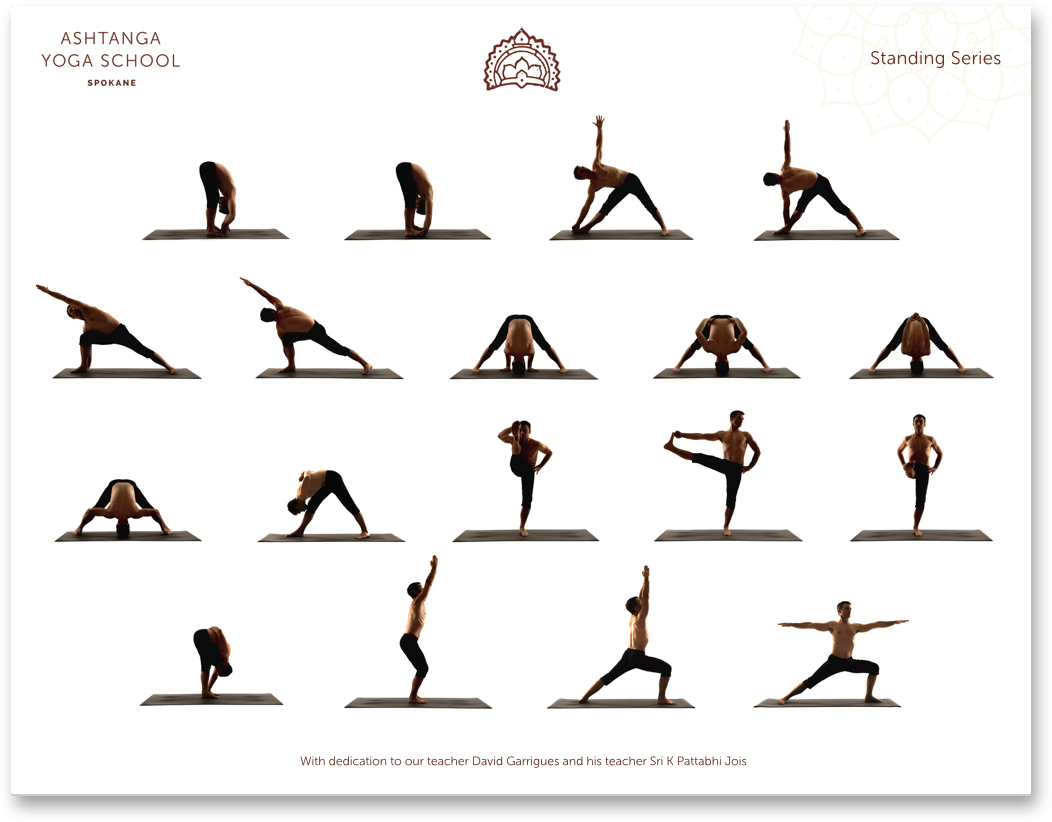 ASHTANGA
YOGA SCHOOL
SPOKANE
Standing Series
With dedication to our teacher David Garrigues and his teacher Sri K Pattabhi Jois